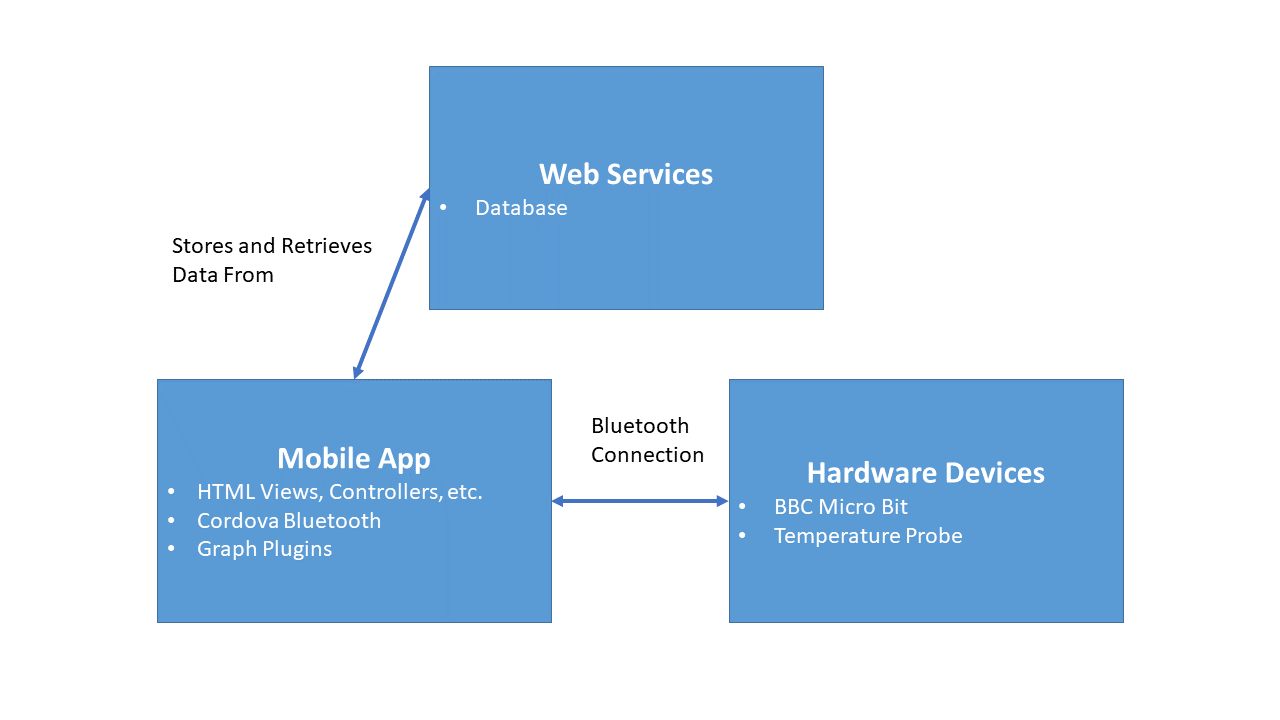 Web Services
• Database
Stores and Retrieves
Data From
Mobile App
• HTML Views, Controllers, etc.
• Cordova Bluetooth
• Graph Plugins
Bluetooth
Connection
Hardware Devices
• BBC Micro Bit
• Temperature Probe